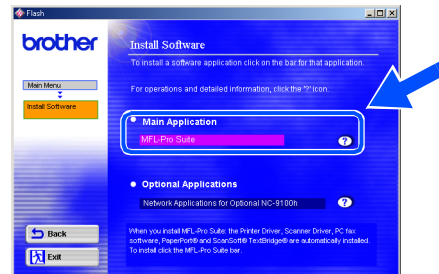 Flash
brother
Install Software
To install a software application click on the bar for that application.
For operations and detailed information, click the "?" icon.
Main Menu
Install Software
Main Application
MFL-Pro Suite
?
Optional Applications
Network Applications for Optional NC-9100h
?
When you install MFL-Pro Suite: the Printer Driver, Scanner Driver, PC fax
software, PaperPort® and ScanSoft® TextBridge® are automatically installed.
To install click the MFL-Pro Suite bar.
Back
Exit